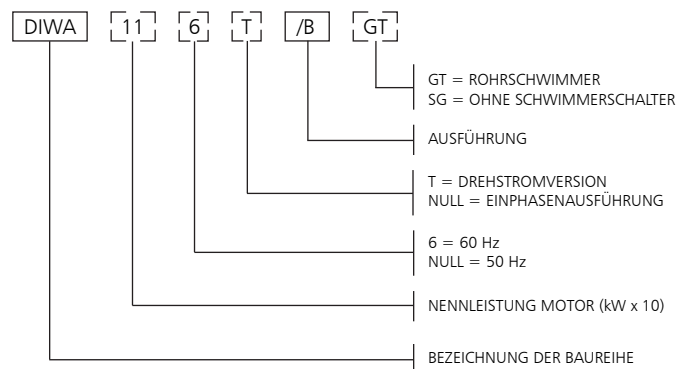 DIWA 11 6 T /B GT
GT = ROHRSCHWIMMER
SG = OHNE SCHWIMMERSCHALTER
AUSFÜHRUNG
T = DREHSTROMVERSION
NULL = EINPHASENAUSFÜHRUNG
6 = 60 Hz
NULL = 50 Hz
NENNLEISTUNG MOTOR (kW x 10)
BEZEICHNUNG DER BAUREIHE